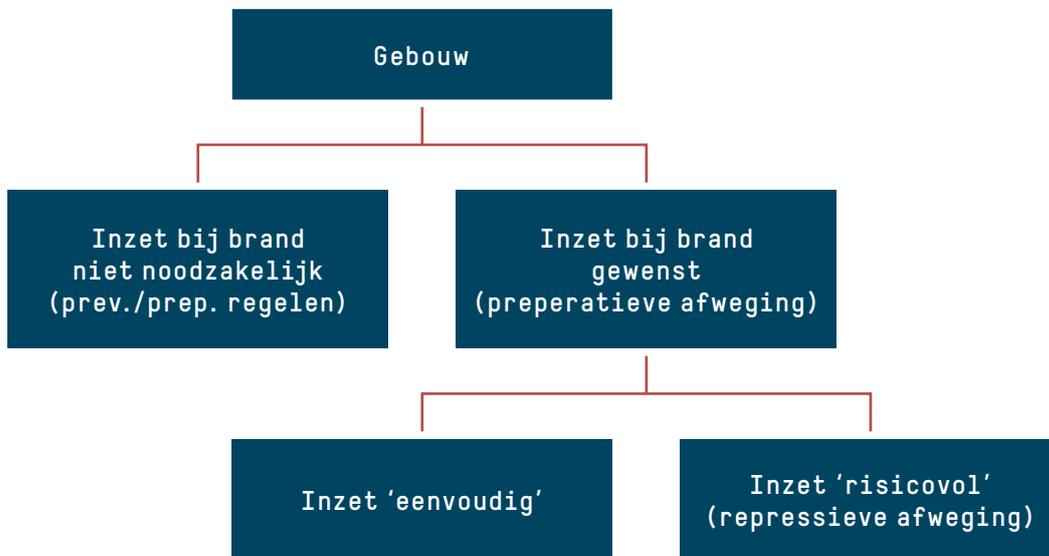 Gebouw
Inzet bij brand
niet noodzakelijk
(prev./prep. regelen)
Inzet bij brand
gewenst
(preperatieve afweging)
Inzet ‘eenvoudig’
Inzet ‘risicovol’
(repressieve afweging)